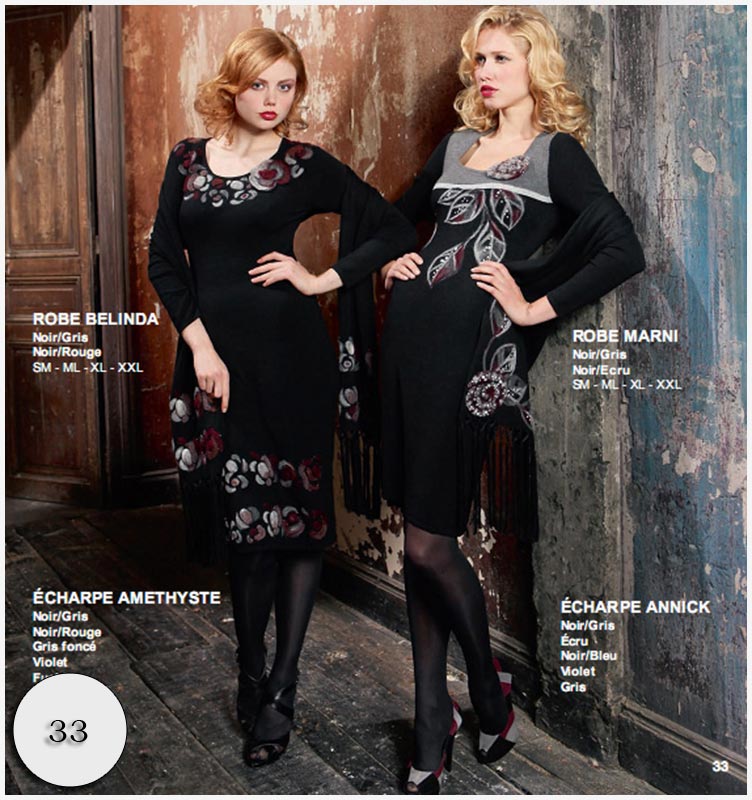 ROBE BELINDA
Noir/Gris
Noir/Rouge
SM - ML - XL - XXL
ROBE MARNI
Noir/Gris
Noir/Ecru
SM - ML - XL - XXL
ÉCHARPE AMETHYSTE
Noir/Gris
Noir/Rouge
Gris foncé
Violet
ÉCHARPE ANNICK
Noir/Gris
Écru
Noir/Bleu
Violet
Gris
33
33